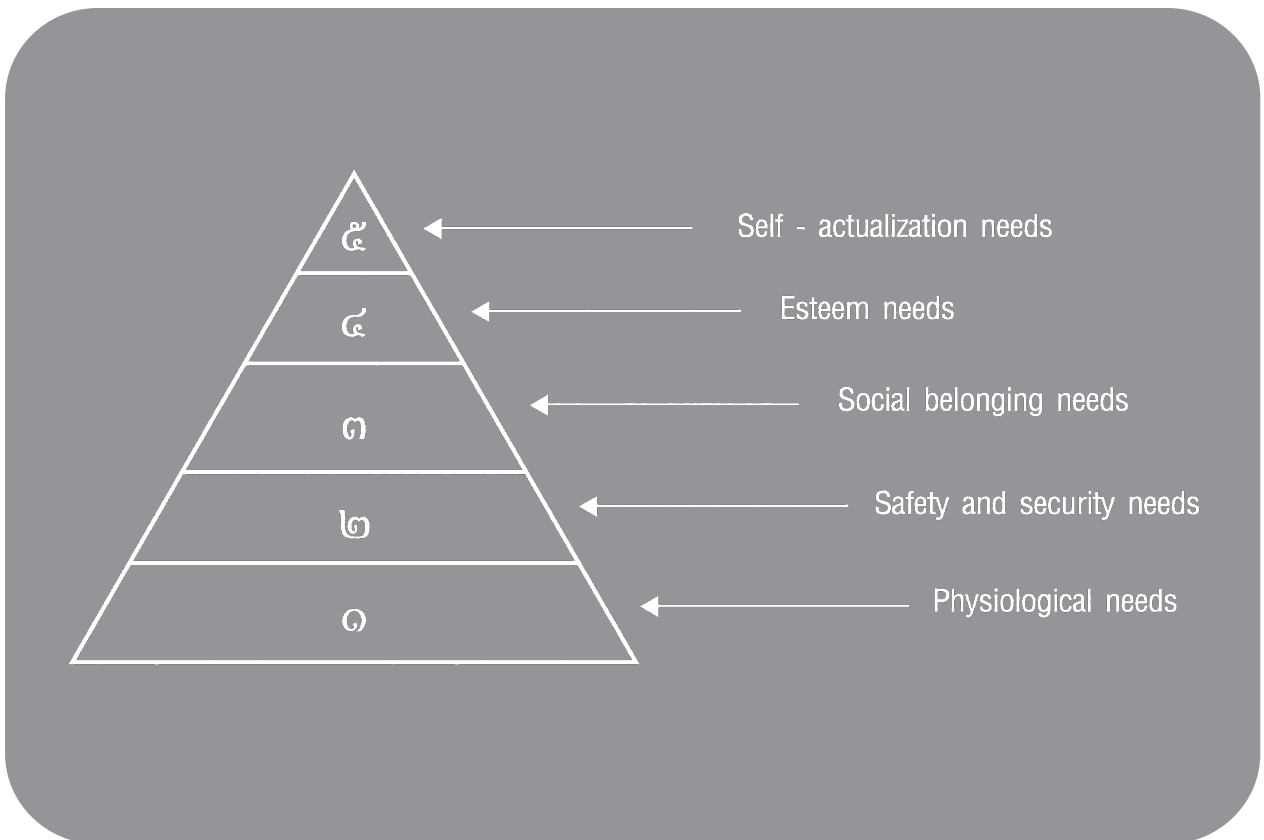 ๕ Self - actualization needs
๔ Esteem needs
๓ Social belonging needs
๒ Safety and security needs
๑ Physiological needs